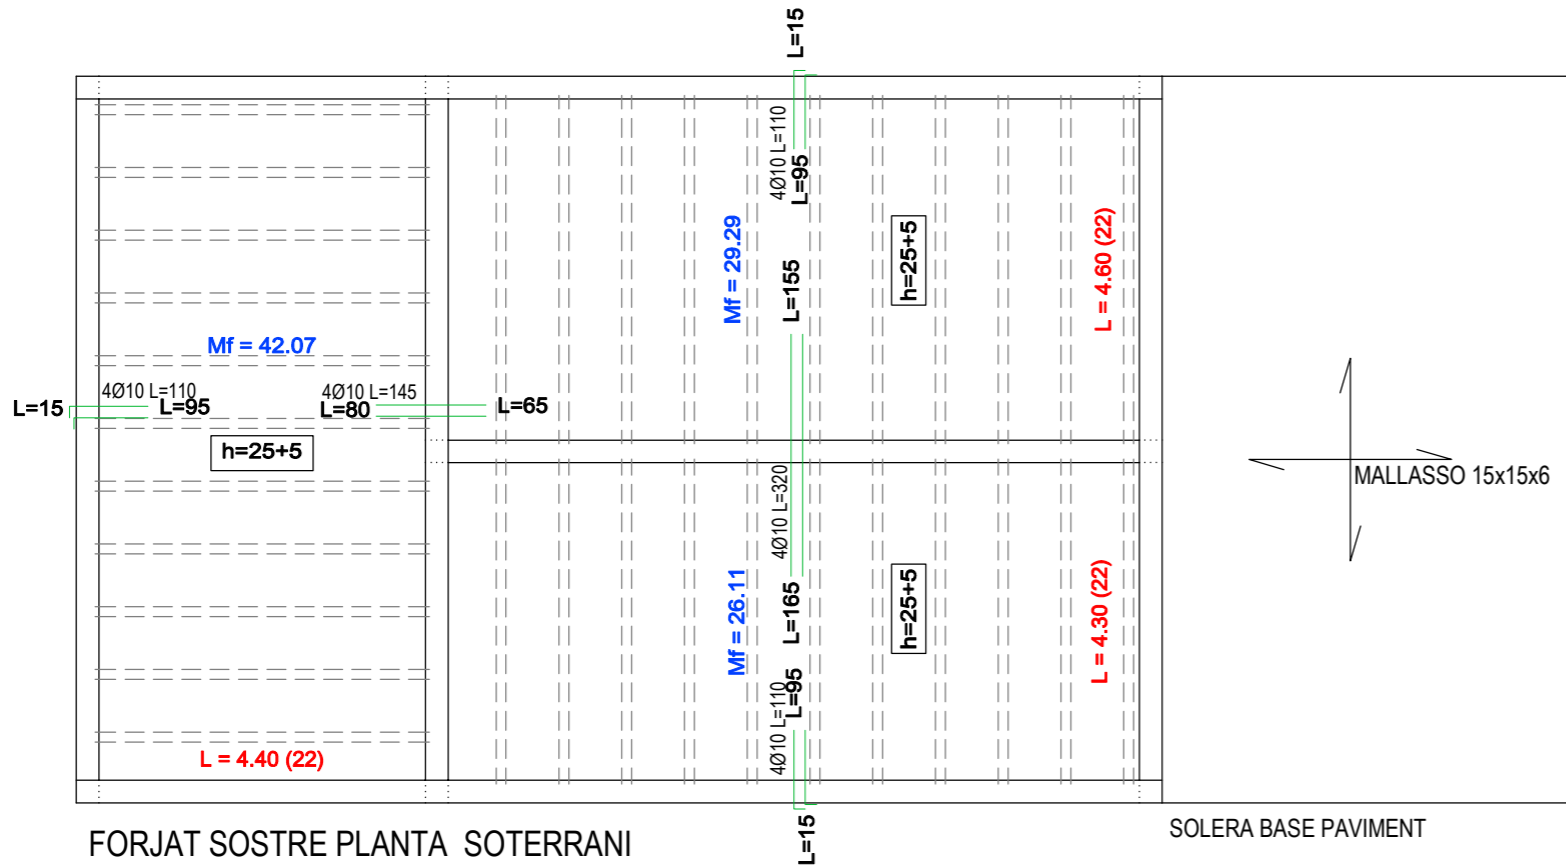 L=15
4Ø10 L=110
L=95
Mf = 29.29
L=155
h=25+5
L = 4.60 (22)
Mf = 42.07
4Ø10 L=110
4Ø10 L=145
L=15
L=95
L=80
L=65
h=25+5
MALLASSO 15x15x6
4Ø10 L=320
Mf = 26.11
L=165
h=25+5
L = 4.30 (22)
4Ø10 L=110
L=95
L = 4.40 (22)
L=15
FORJAT SOSTRE PLANTA SOTERRANI
SOLERA BASE PAVIMENT